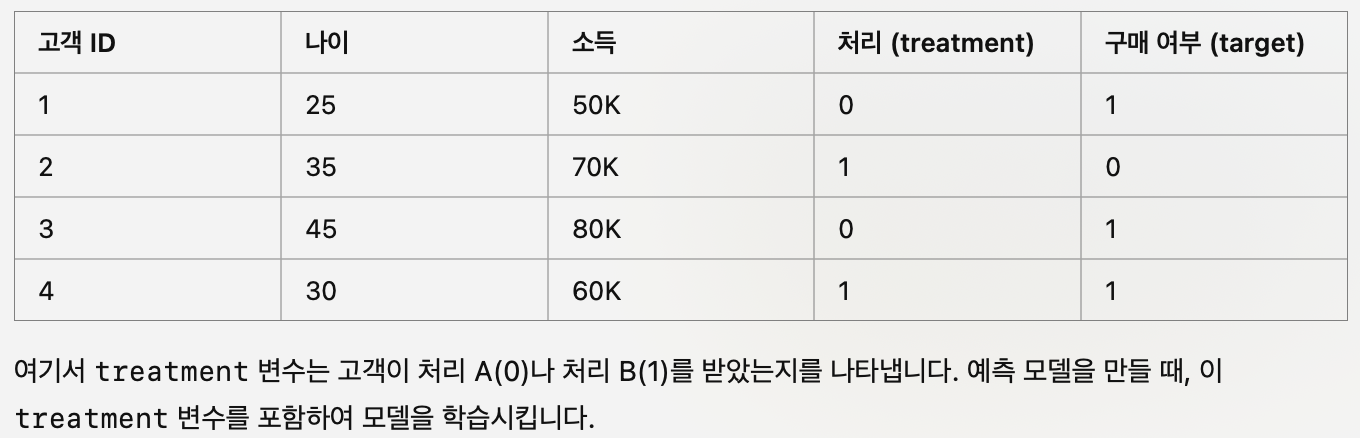 고객 ID 나이 소득 처리 (treatment) 구매 여부 (target)
1 25 50K 0 1
2 35 70K 1 0
3 45 80K 0 1
4 30 60K 1 1
여기서 treatment 변수는 고객이 처리 A(0)나 처리 B(1)를 받았는지를 나타냅니다. 예측 모델을 만들 때, 이
treatment 변수를 포함하여 모델을 학습시킵니다.